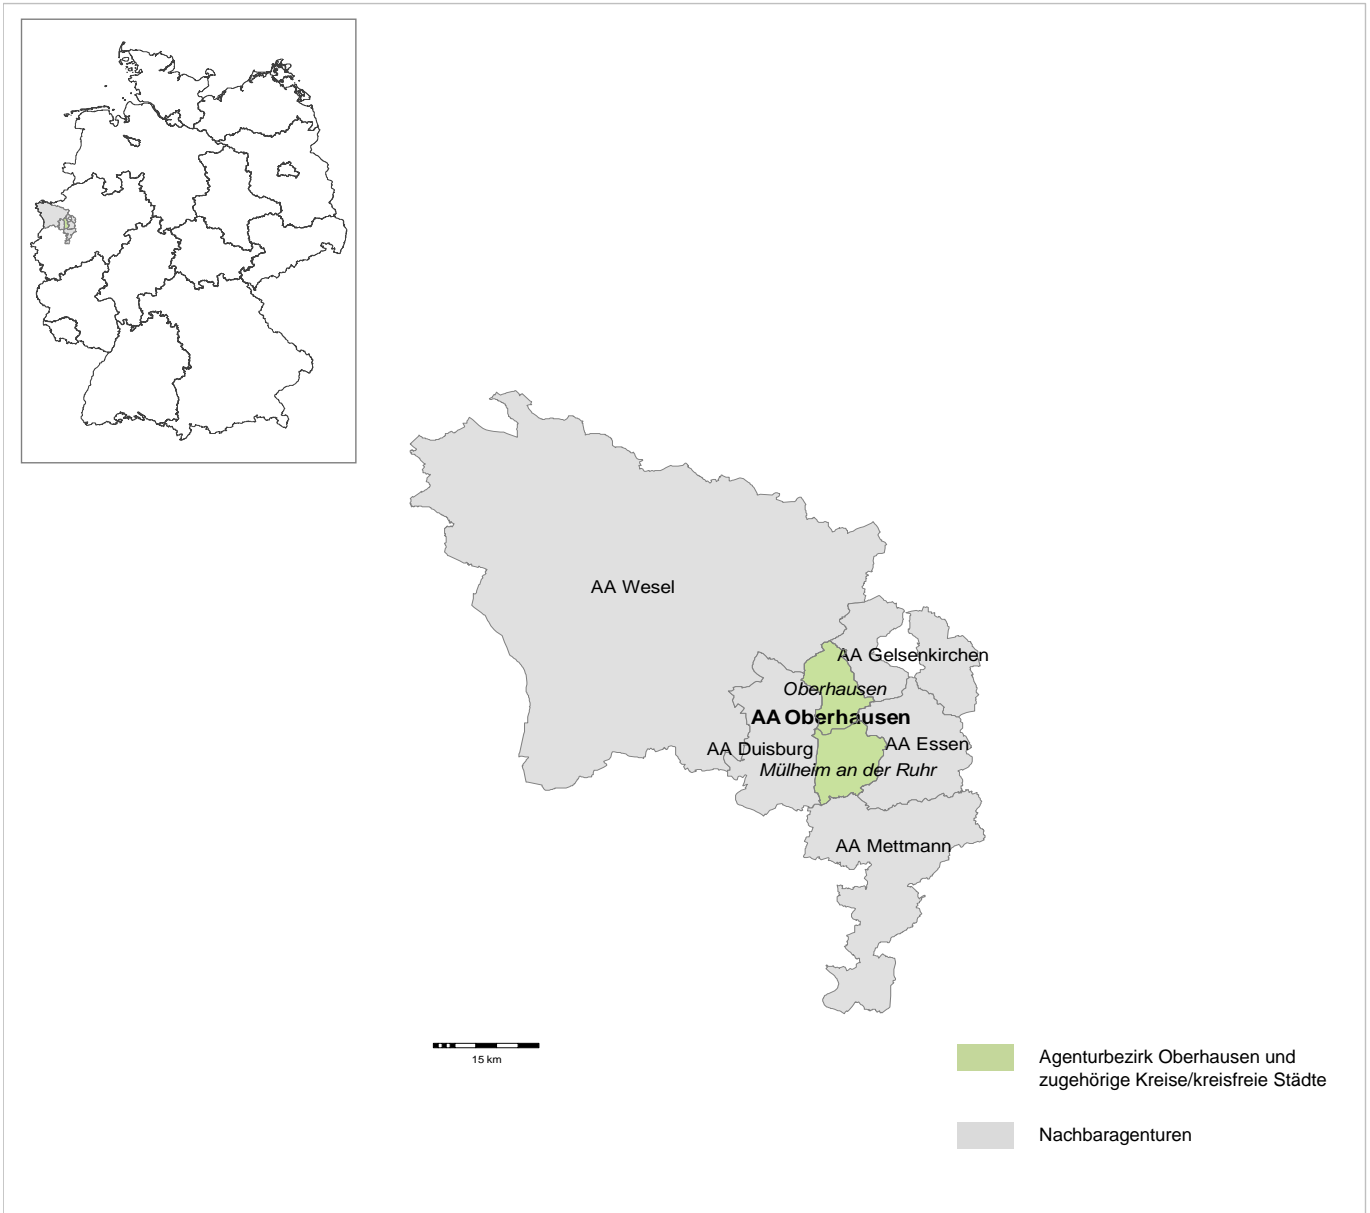 AA Wesel
AA Gelsenkirchen
Oberhausen
AA Oberhausen
AA Duisburg
AA Essen
Mülheim an der Ruhr
AA Mettmann
15 km
Agenturbezirk Oberhausen und
zugehörige Kreise/kreisfreie Städte
Nachbaragenturen